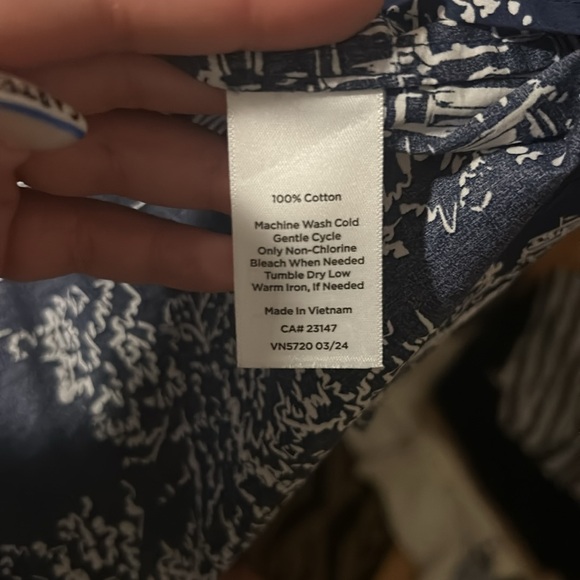 100% Cotton
Machine Wash Cold
Gentle Cycle
Only Non-Chlorine
Bleach When Needed
Tumble Dry Low
Warm Iron, If Needed
Made in Vietnam
CA# 23147
VN5720 03/24